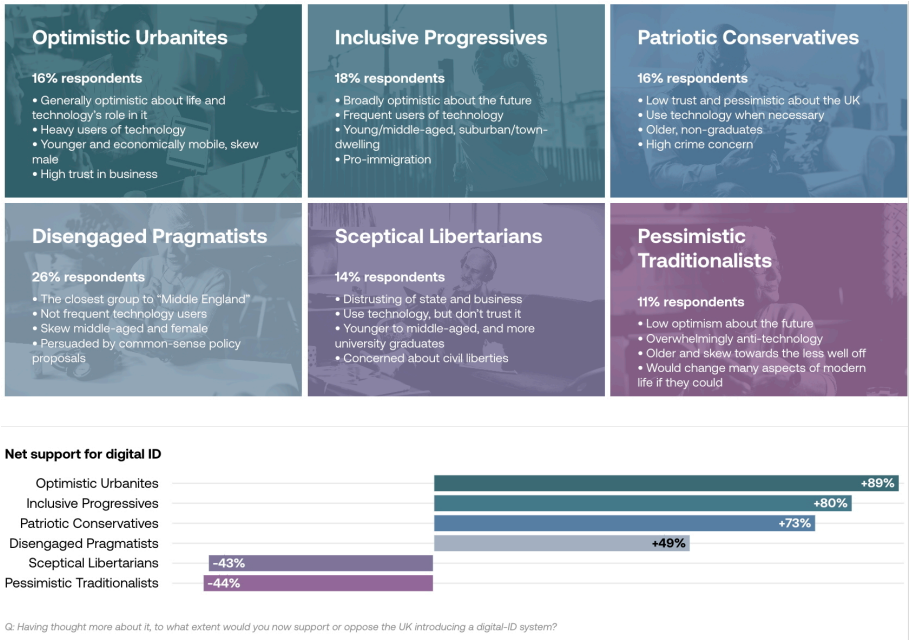 Optimistic Urbanites
16% respondents
• Generally optimistic about life and
technology's role in it
• Heavy users of technology
• Younger and economically mobile, skew
male
• High trust in business
Inclusive Progressives
18% respondents
• Broadly optimistic about the future
• Frequent users of technology
• Young/middle-aged, suburban/town-
dwelling
• Pro-immigration
Patriotic Conservatives
16% respondents
• Low trust and pessimistic about the UK
• Use technology when necessary
• Older, non-graduates
• High crime concern
Disengaged Pragmatists
26% respondents
• The closest group to "Middle England"
• Not frequent technology users
• Skew middle-aged and female
• Persuaded by common-sense policy
proposals
Sceptical Libertarians
14% respondents
• Distrusting of state and business
• Use technology, but don't trust it
• Younger to middle-aged, and more
university graduates
• Concerned about civil liberties
Pessimistic
Traditionalists
11% respondents
• Low optimism about the future
• Overwhelmingly anti-technology
• Older and skew towards the less well off
• Would change many aspects of modern
life if they could
Net support for digital ID
Optimistic Urbanites +89%
Inclusive Progressives +80%
Patriotic Conservatives +73%
Disengaged Pragmatists +49%
Sceptical Libertarians -43%
Pessimistic Traditionalists -44%
Q: Having thought more about it, to what extent would you now support or oppose the UK introducing a digital-ID system?